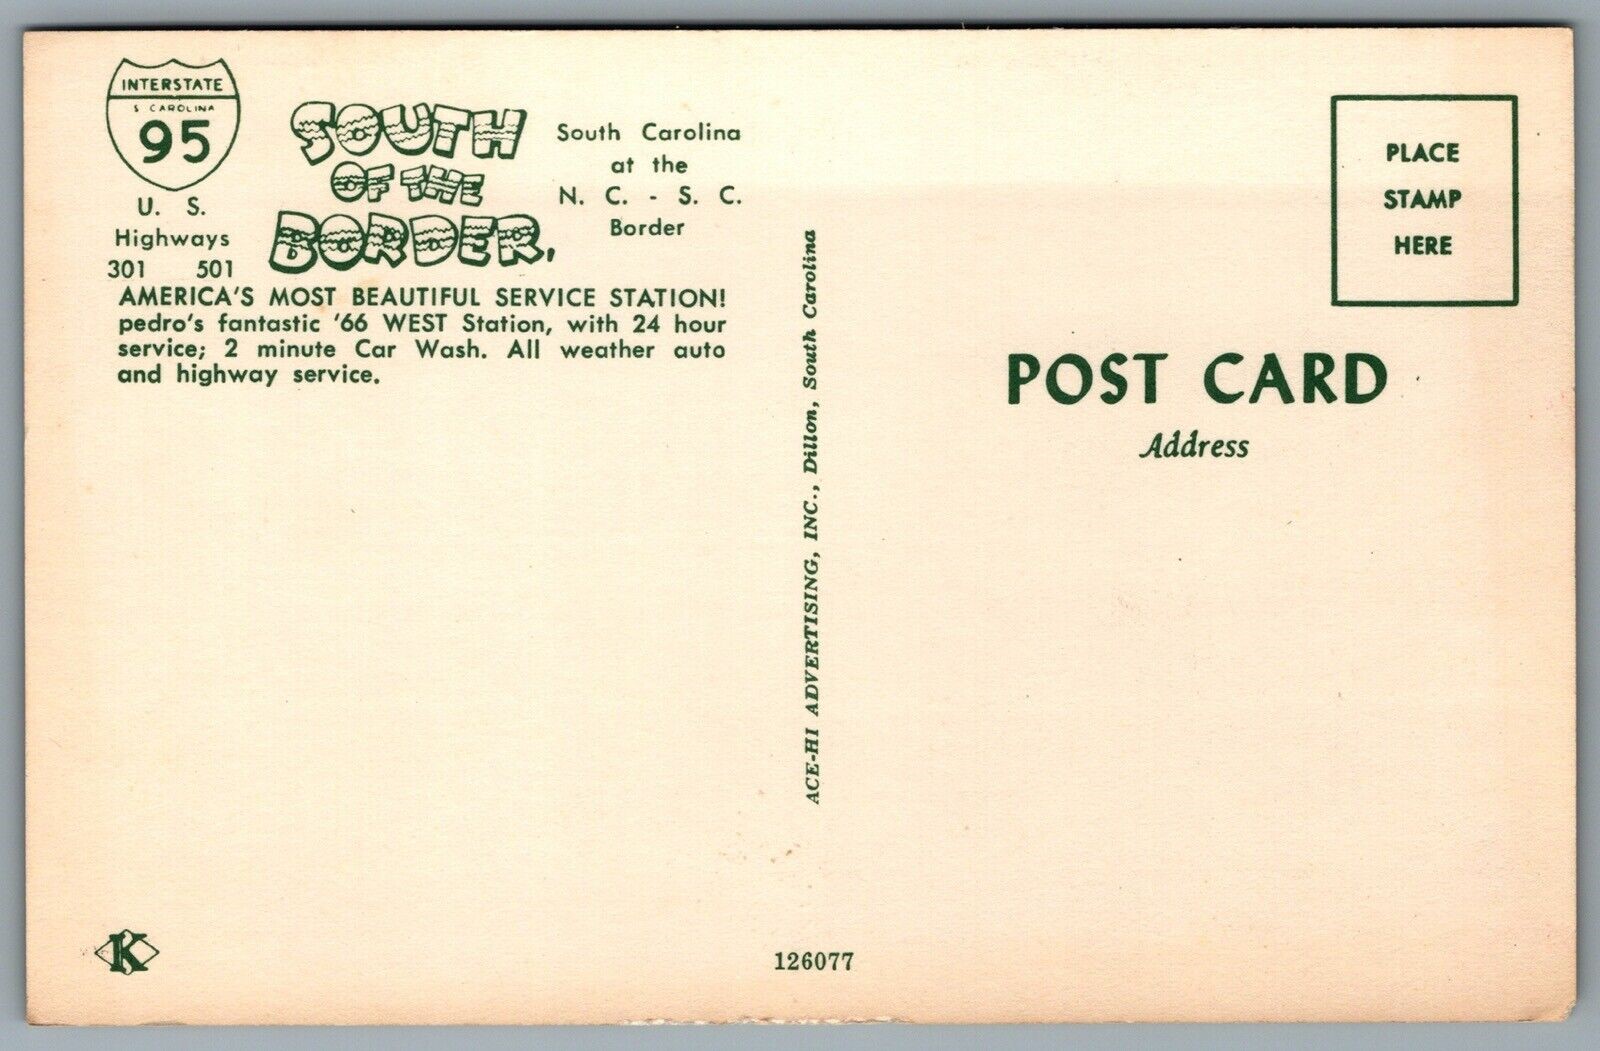 INTERSTATE
S CAROLINA
95
U. S.
Highways
301 501
SOUTH
OF THE
BORDER,
South Carolina
at the
N. C. - S. C.
Border
AMERICA'S MOST BEAUTIFUL SERVICE STATION!
pedro's fantastic '66 WEST Station, with 24 hour
service; 2 minute Car Wash. All weather auto
and highway service.
ACE-HI ADVERTISING, INC., Dillon, South Carolina
PLACE
STAMP
HERE
POST CARD
Address
K
126077